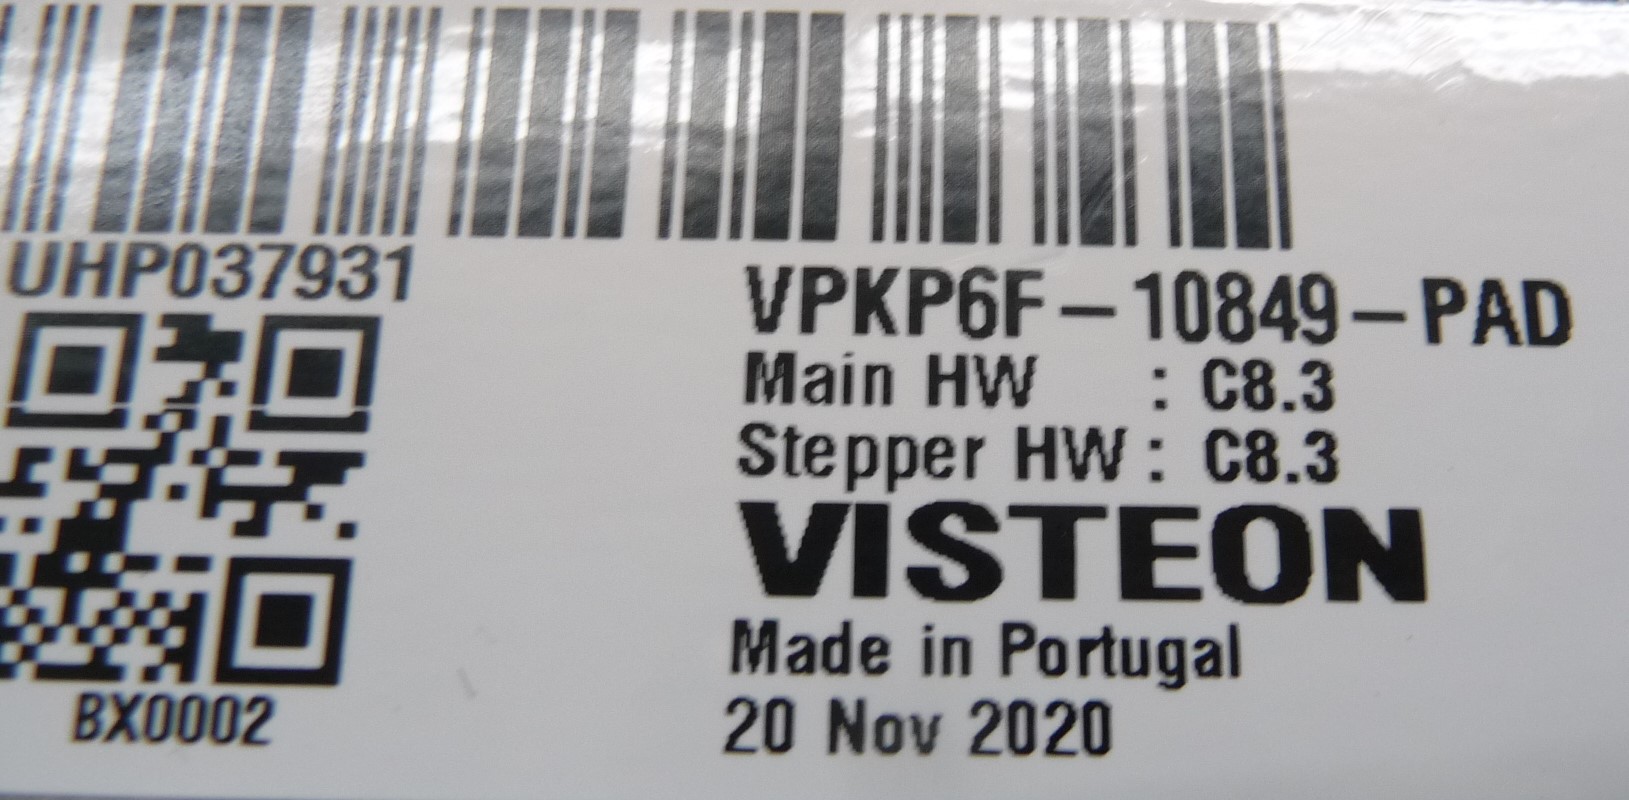 UHP037931
VPKP6F-10849-PAD
Main HW : C8.3
Stepper HW : C8.3
VISTEON
Made in Portugal
20 Nov 2020
BX0002